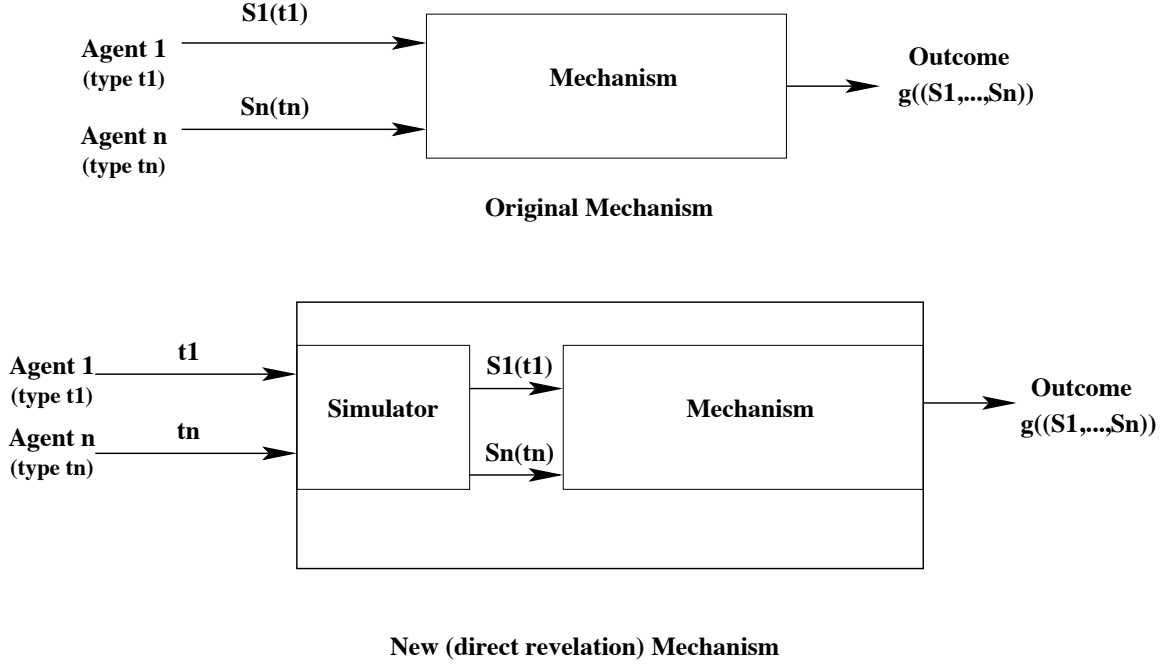 S1(t1)
Agent 1
(type t1)
Sn(tn)
Agent n
(type tn)
Mechanism
Outcome
g((S1,...,Sn))
Original Mechanism
Agent 1
(type t1)
t1
Agent n
(type tn)
tn
Simulator
S1(t1)
Sn(tn)
Mechanism
Outcome
g((S1,...,Sn))
New (direct revelation) Mechanism